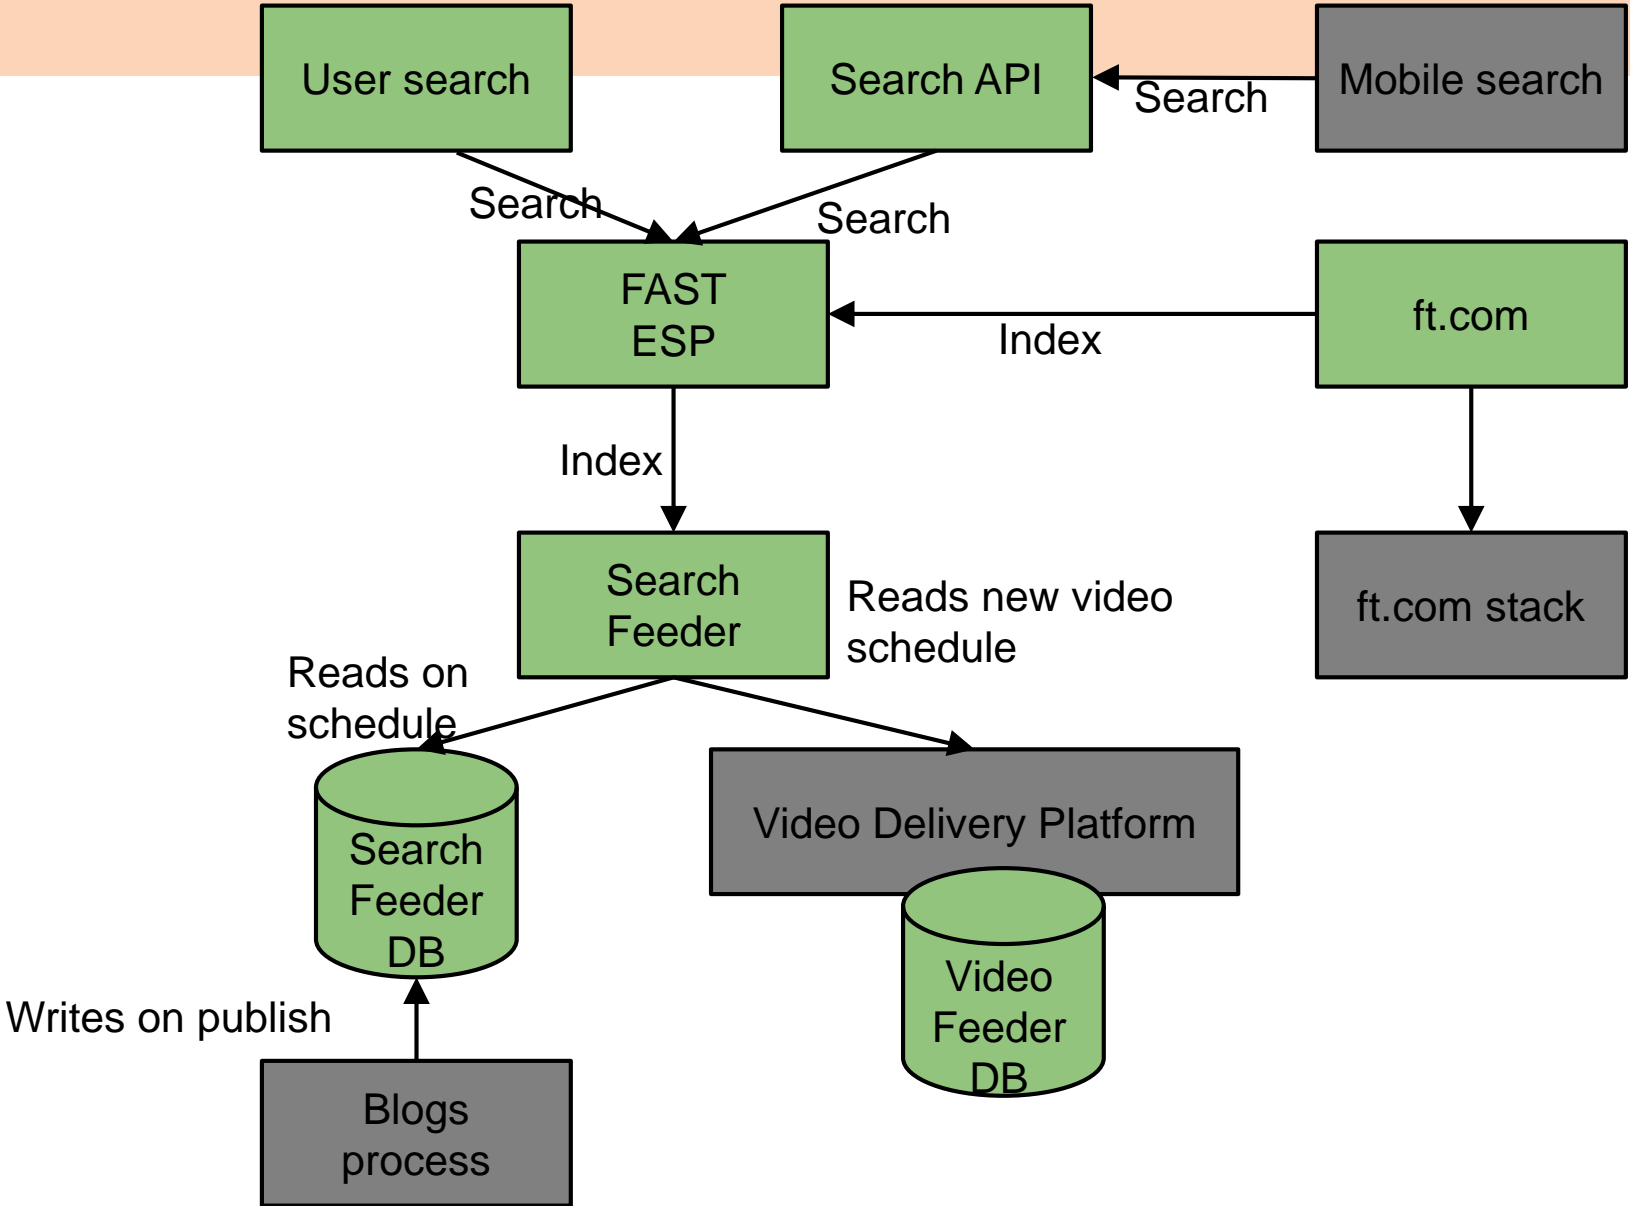 User search
Search API
Mobile search
Search
Search
Search
FAST
ESP
ft.com
Index
Index
Search
Feeder
Reads new video
schedule
ft.com stack
Reads on
schedule
Search
Feeder
DB
Video Delivery Platform
Video
Feeder
DB
Writes on publish
Blogs
process